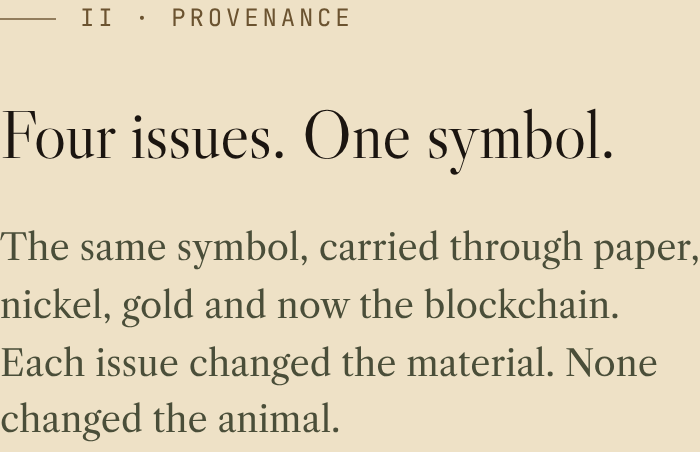 II · PROVENANCE
Four issues. One symbol.
The same symbol, carried through paper,
nickel, gold and now the blockchain.
Each issue changed the material. None
changed the animal.